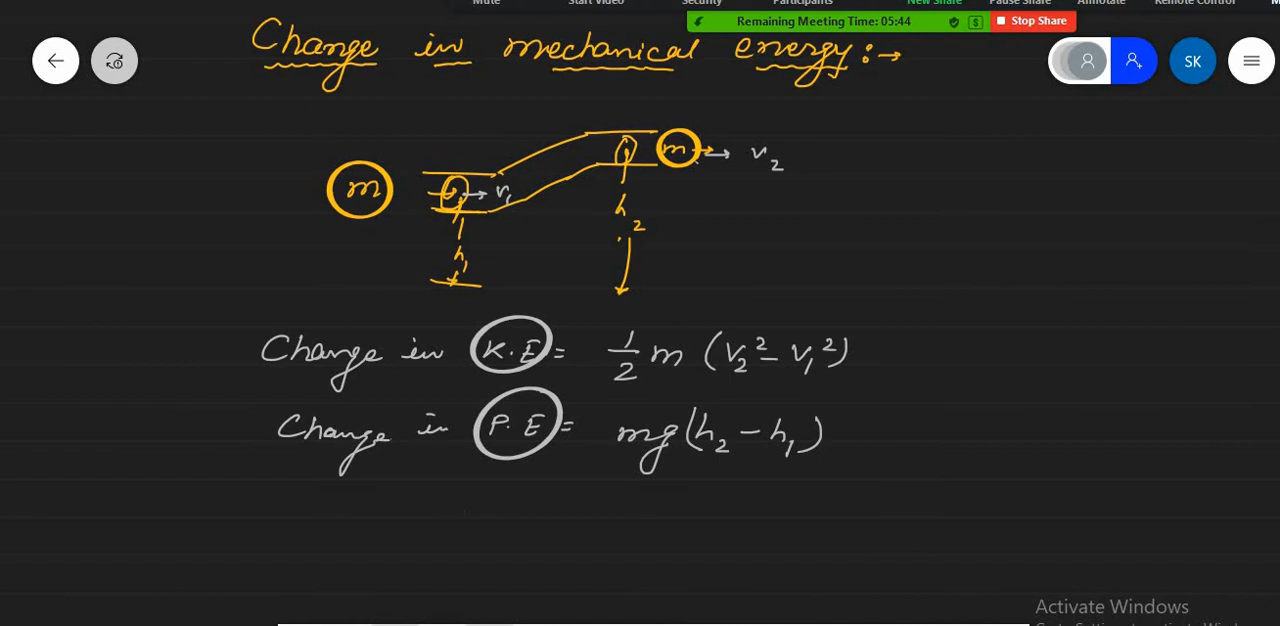 Mute Start Video Security Participants New Share Pause Share Annotate Remote Control
Remaining Meeting Time: 05:44 Stop Share
Change in mechanical energy :→
SK
m v₁ m → v₂
h₁ h₂
Change in K.E = 1/2 m (V₂² – V₁²)
Change in P.E = mg(h₂ – h₁)
Activate Windows